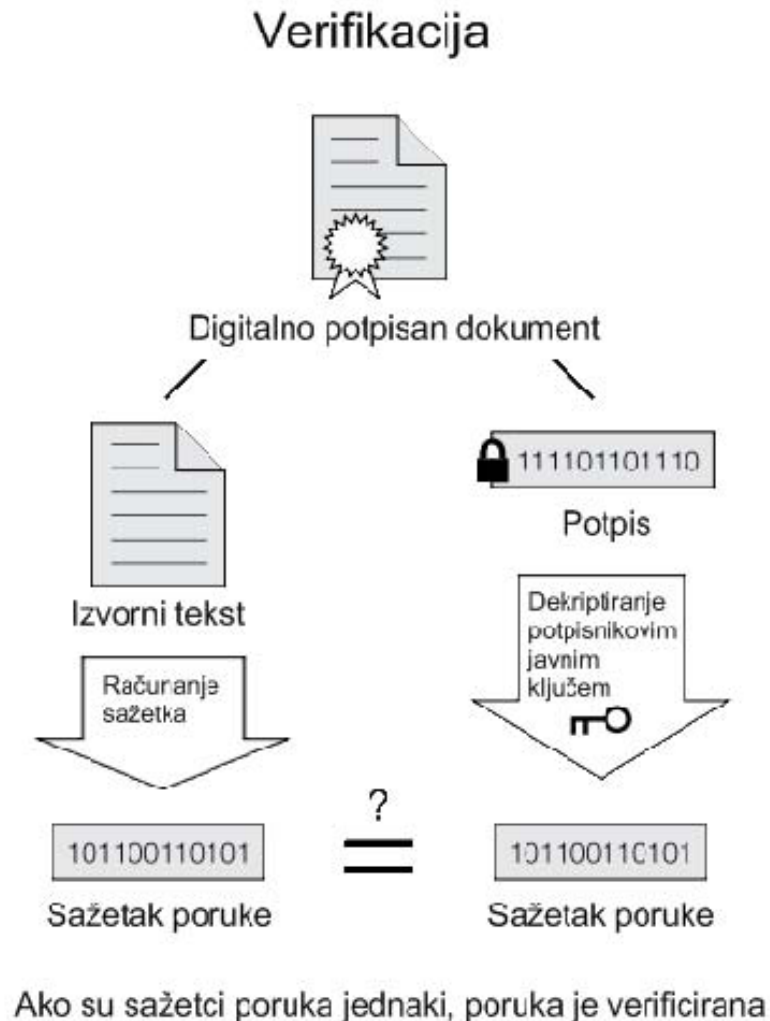 Verifikacija
Digitalno potpisan dokument
Izvorni tekst
Računanje
sažetka
101100110101
Sažetak poruke
111101101110
Potpis
Dekriptiranje
potpisnikovim
javnim
ključem
?
101100110101
Sažetak poruke
Ako su sažetci poruka jednaki, poruka je verificirana